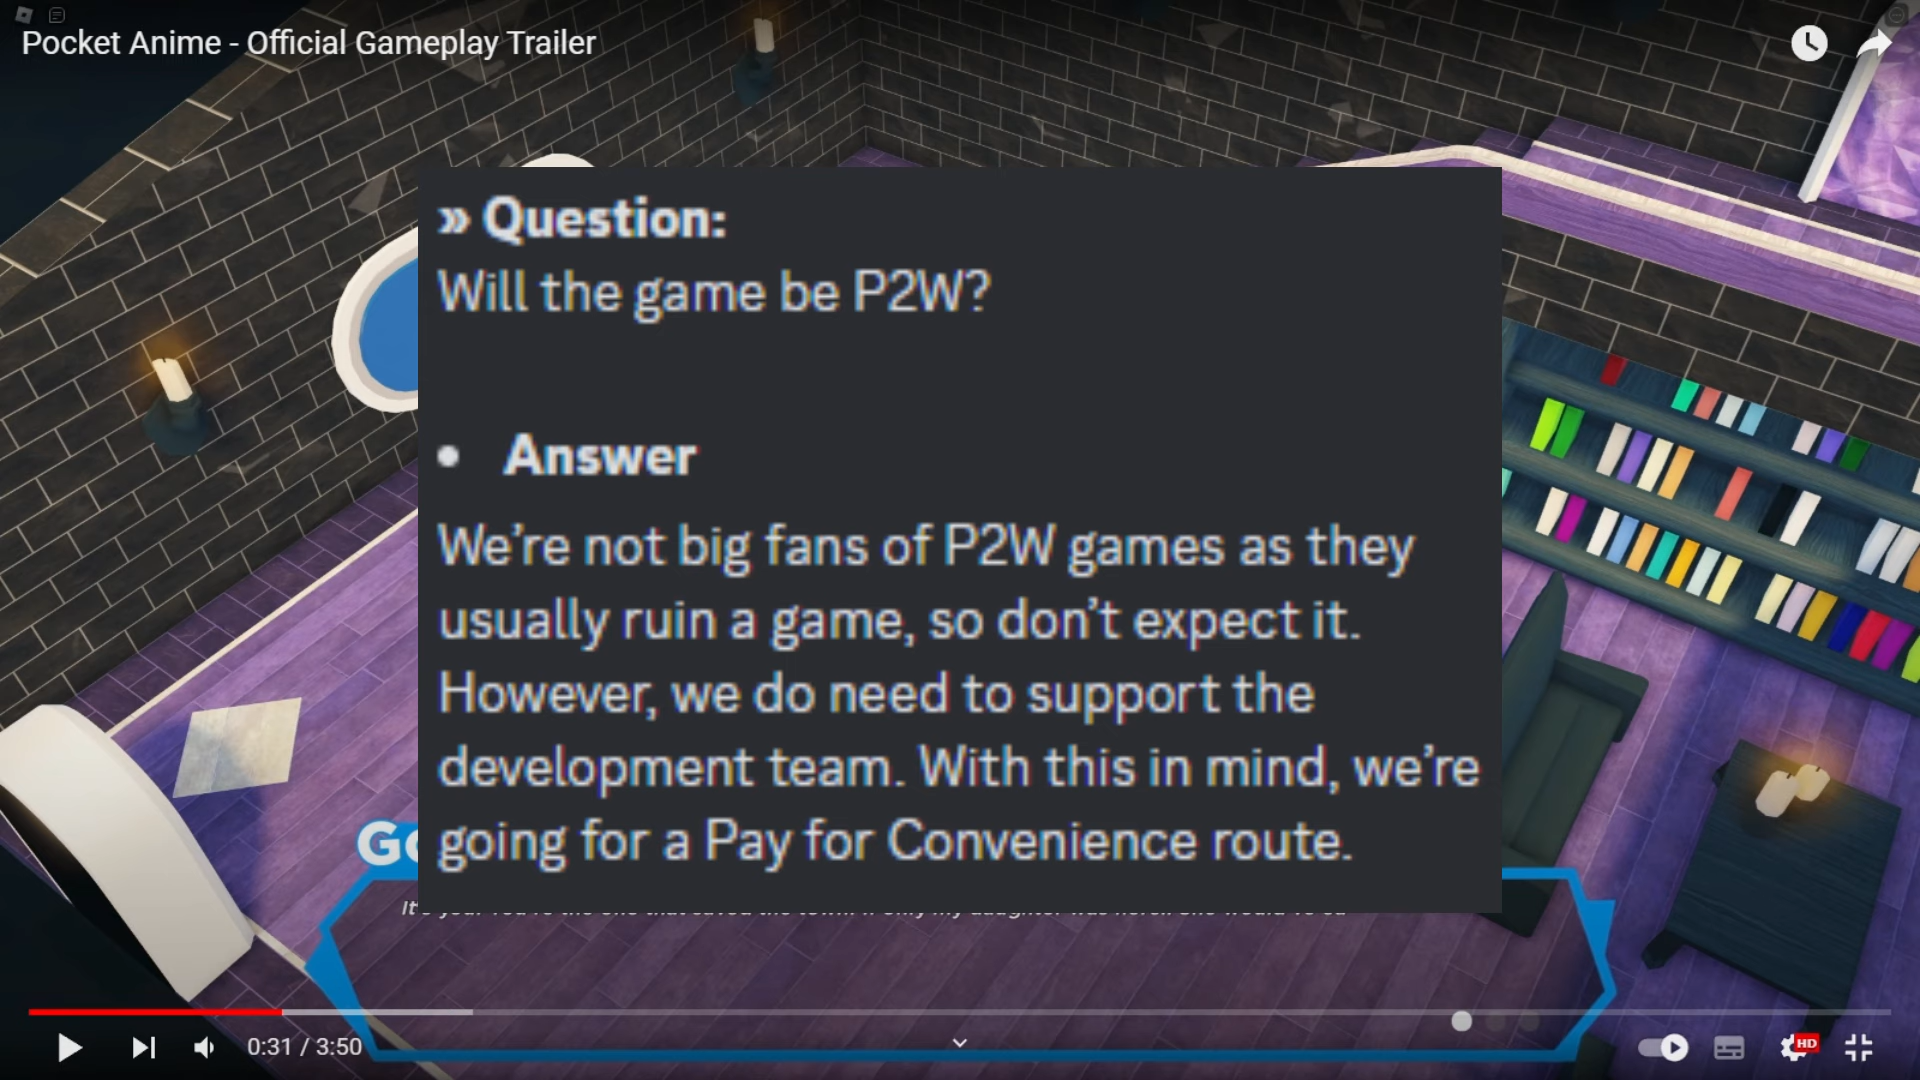 Pocket Anime - Official Gameplay Trailer
» Question:
Will the game be P2W?
• Answer
We’re not big fans of P2W games as they
usually ruin a game, so don’t expect it.
However, we do need to support the
development team. With this in mind, we’re
going for a Pay for Convenience route.
Go
0:31 / 3:50
HD